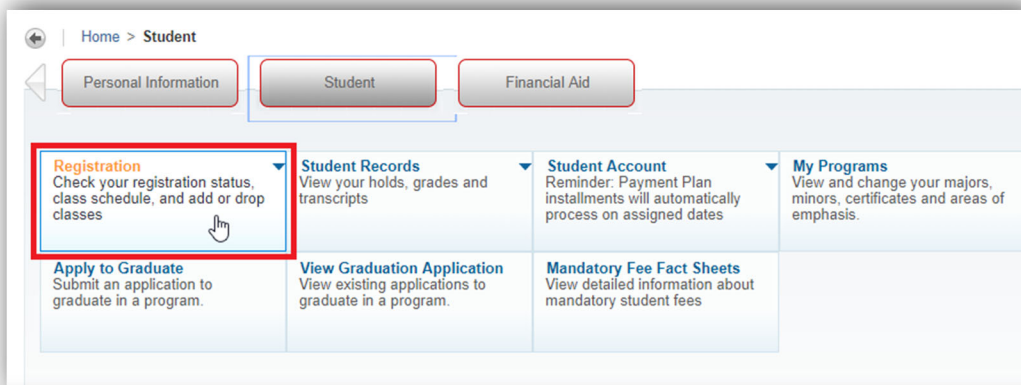 Home > Student
Personal Information
Student
Financial Aid
Registration
Check your registration status,
class schedule, and add or drop
classes
Student Records
View your holds, grades and
transcripts
Student Account
Reminder: Payment Plan
installments will automatically
process on assigned dates
My Programs
View and change your majors,
minors, certificates and areas of
emphasis.
Apply to Graduate
Submit an application to
graduate in a program.
View Graduation Application
View existing applications to
graduate in a program.
Mandatory Fee Fact Sheets
View detailed information about
mandatory student fees